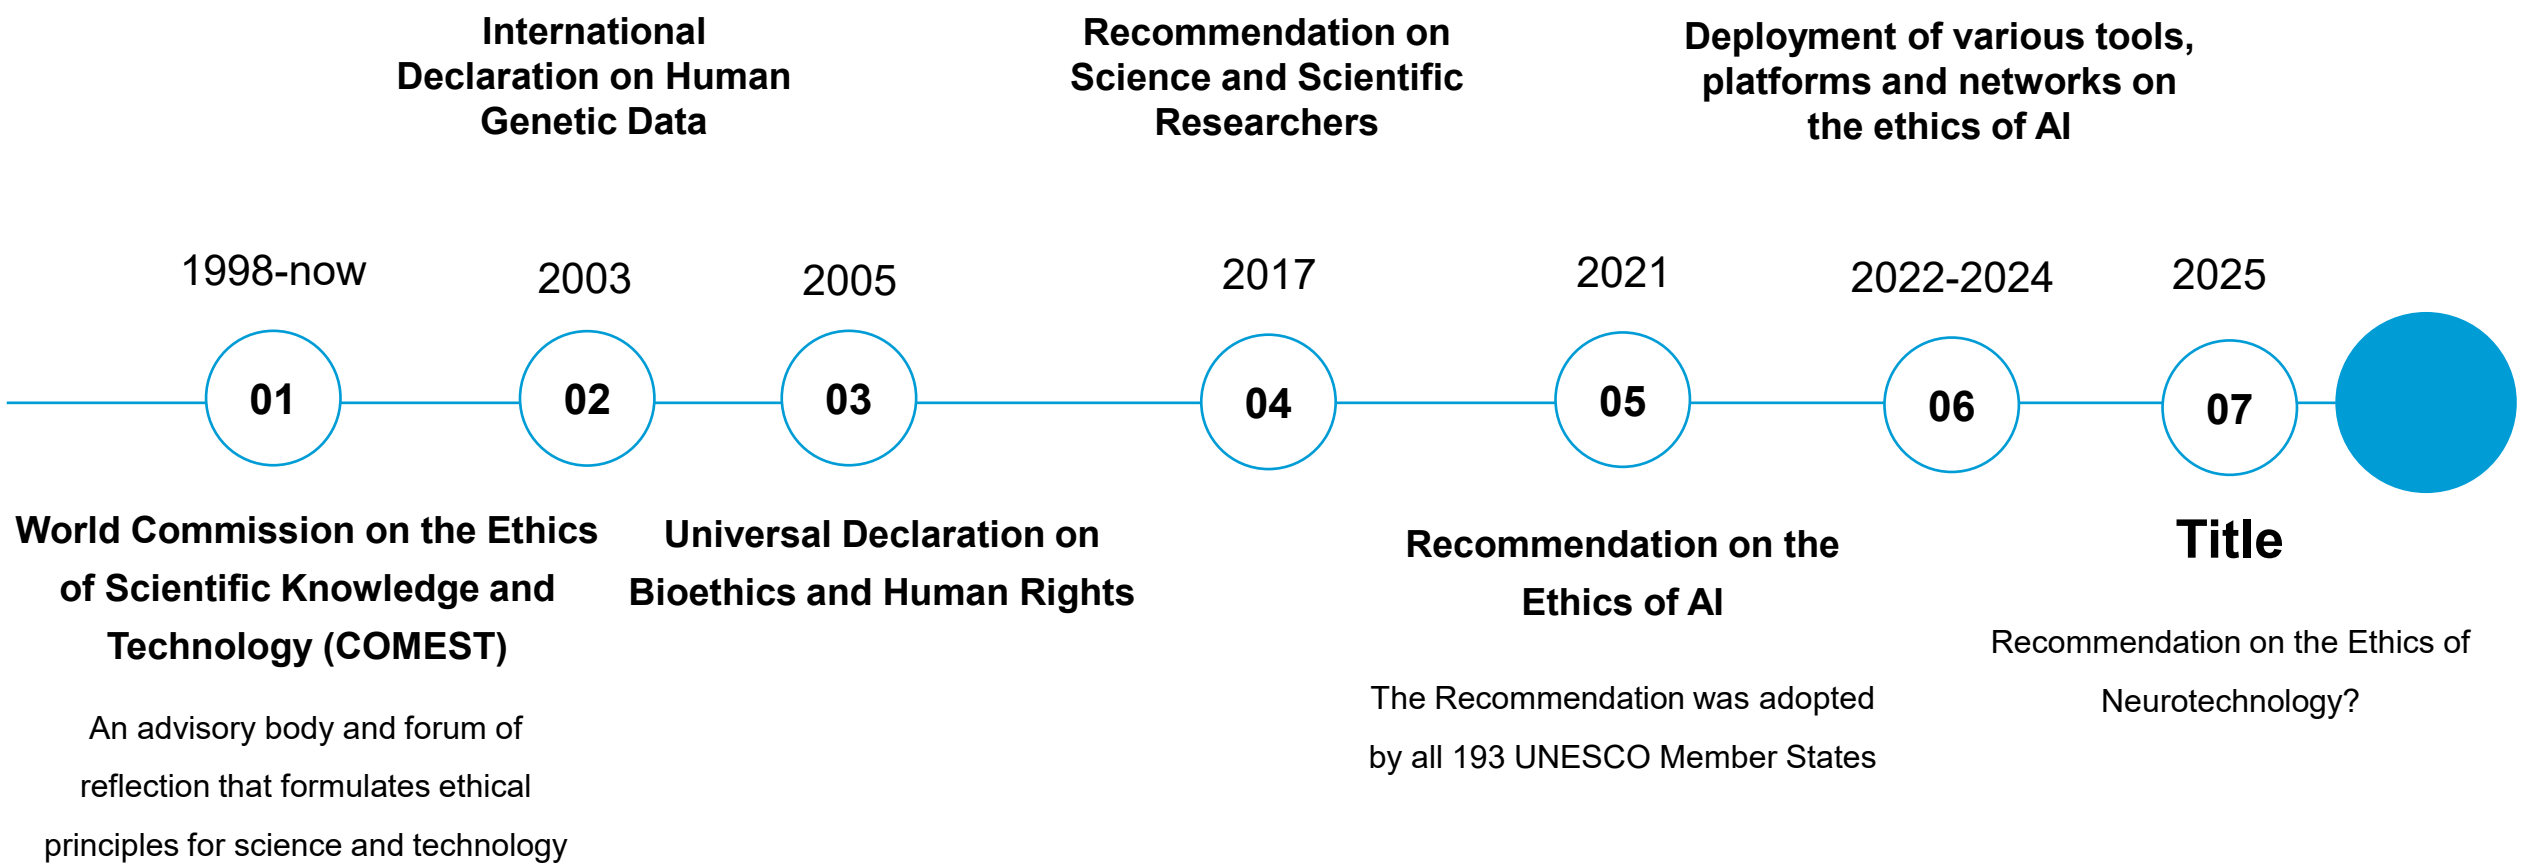 International
Declaration on Human
Genetic Data
Recommendation on
Science and Scientific
Researchers
Deployment of various tools,
platforms and networks on
the ethics of AI
1998-now
2003
2005
2017
2021
2022-2024
2025
01
02
03
04
05
06
07
World Commission on the Ethics
of Scientific Knowledge and
Technology (COMEST)
An advisory body and forum of
reflection that formulates ethical
principles for science and technology
Universal Declaration on
Bioethics and Human Rights
Recommendation on the
Ethics of AI
The Recommendation was adopted
by all 193 UNESCO Member States
Title
Recommendation on the Ethics of
Neurotechnology?